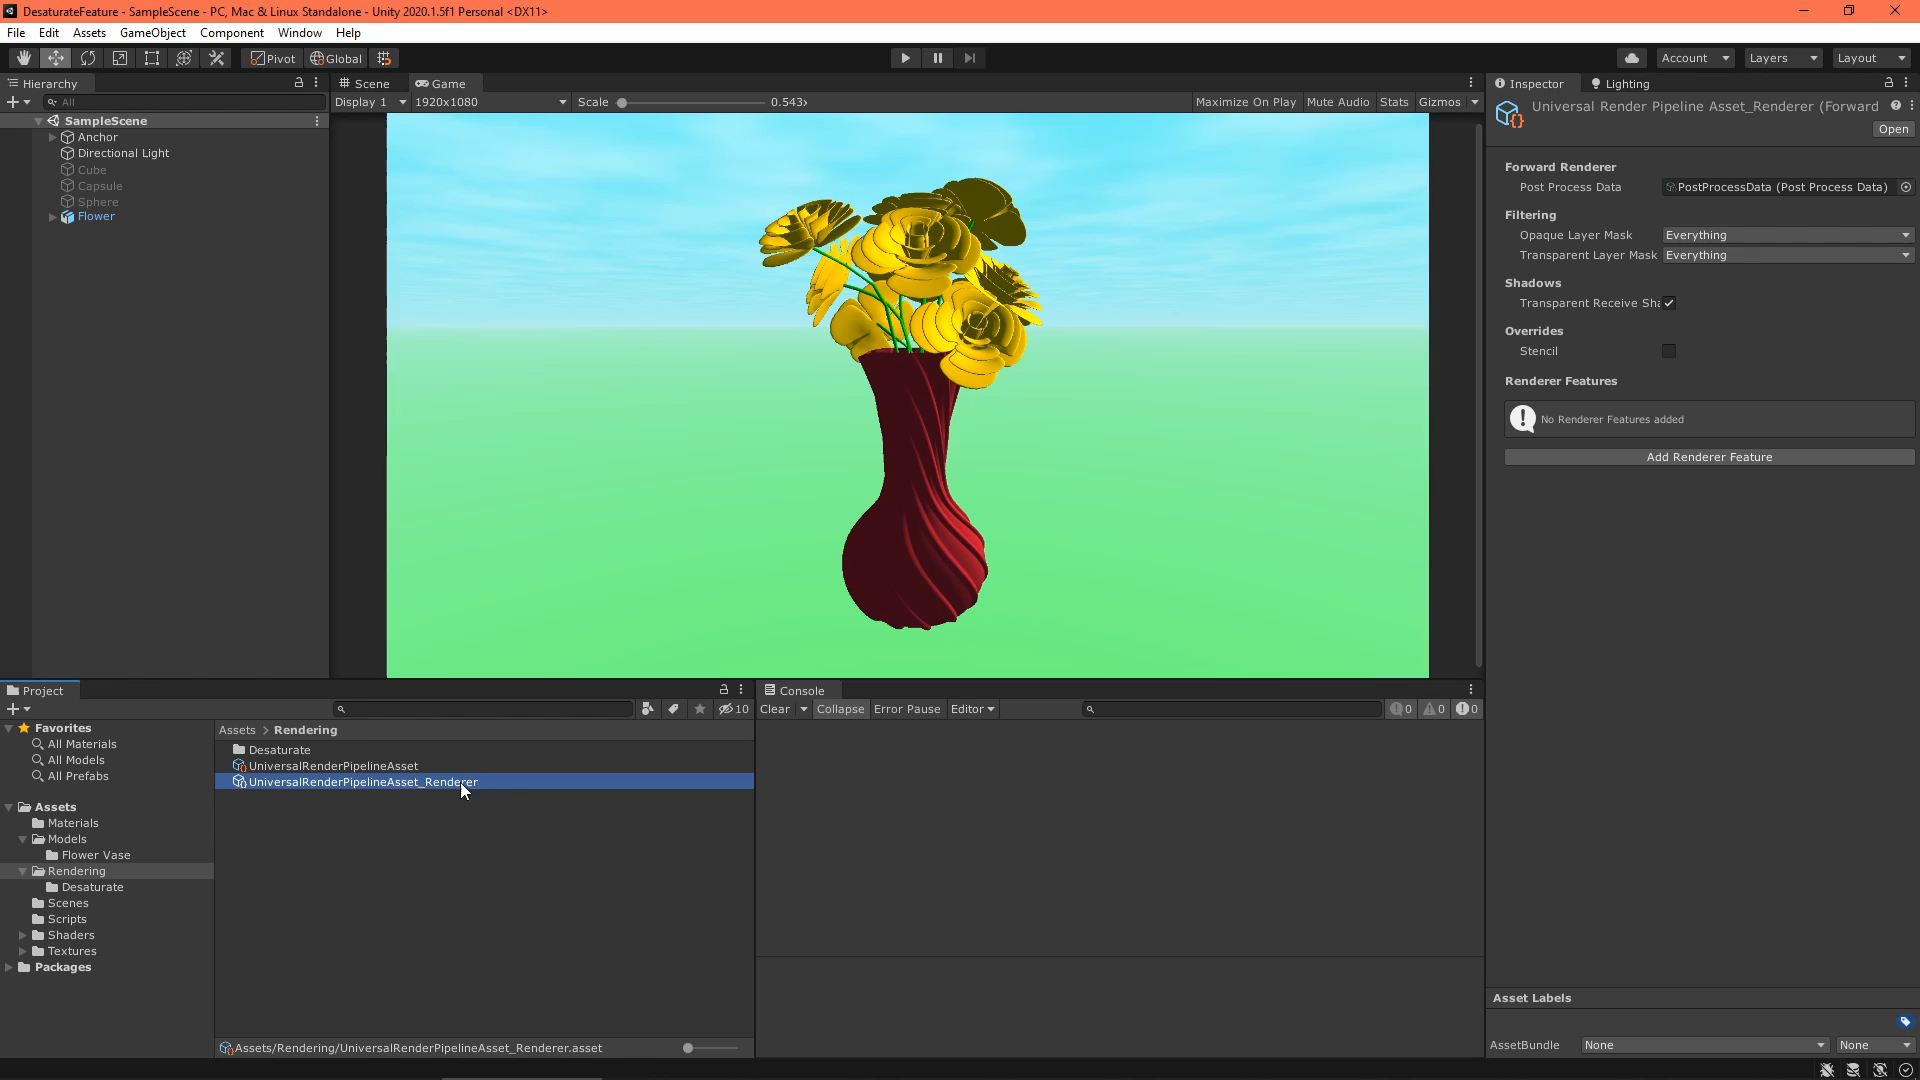 DesaturateFeature - SampleScene - PC, Mac & Linux Standalone - Unity 2020.1.5f1 Personal <DX11>
File Edit Assets GameObject Component Window Help
Pivot Global Account Layers Layout
Hierarchy
All
SampleScene
Anchor
Directional Light
Cube
Capsule
Sphere
Flower
Scene Game
Display 1 1920x1080 Scale 0.543x Maximize On Play Mute Audio Stats Gizmos
Inspector Lighting
Universal Render Pipeline Asset_Renderer (Forward
Open
Forward Renderer
Post Process Data PostProcessData (Post Process Data)
Filtering
Opaque Layer Mask Everything
Transparent Layer Mask Everything
Shadows
Transparent Receive Sha
Overrides
Stencil
Renderer Features
No Renderer Features added
Add Renderer Feature
Project
10
Favorites
All Materials
All Models
All Prefabs
Assets
Materials
Models
Flower Vase
Rendering
Desaturate
Scenes
Scripts
Shaders
Textures
Packages
Assets > Rendering
Desaturate
UniversalRenderPipelineAsset
UniversalRenderPipelineAsset_Renderer
Assets/Rendering/UniversalRenderPipelineAsset_Renderer.asset
Console
Clear Collapse Error Pause Editor 0 0 0
Asset Labels
AssetBundle None None